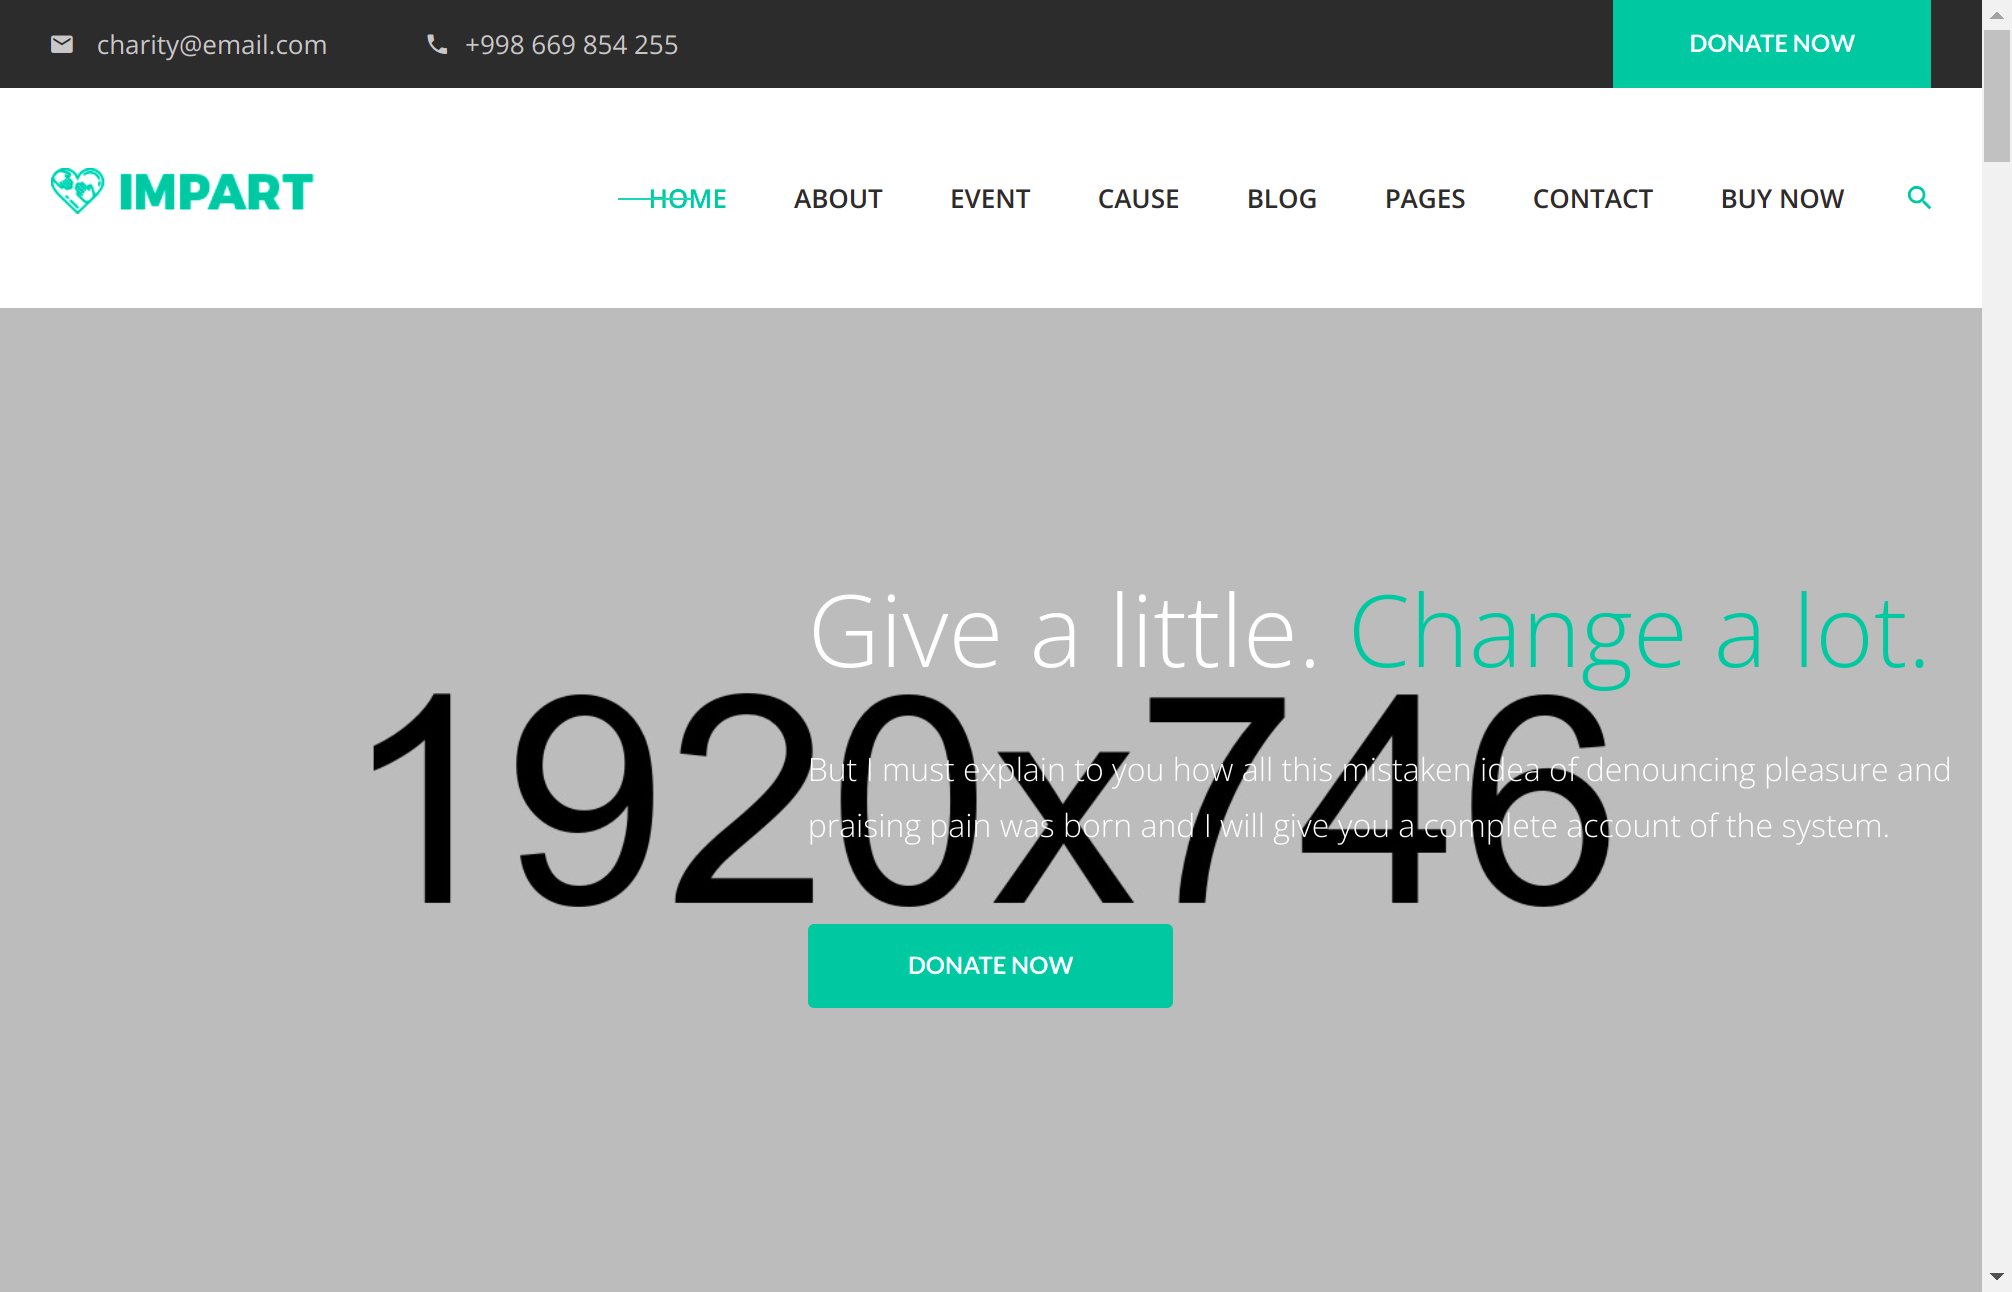 charity@email.com
+998 669 854 255
DONATE NOW
IMPART
HOME
ABOUT
EVENT
CAUSE
BLOG
PAGES
CONTACT
BUY NOW
Give a little. Change a lot.
1920x746
But I must explain to you how all this mistaken idea of denouncing pleasure and
praising pain was born and I will give you a complete account of the system.
DONATE NOW